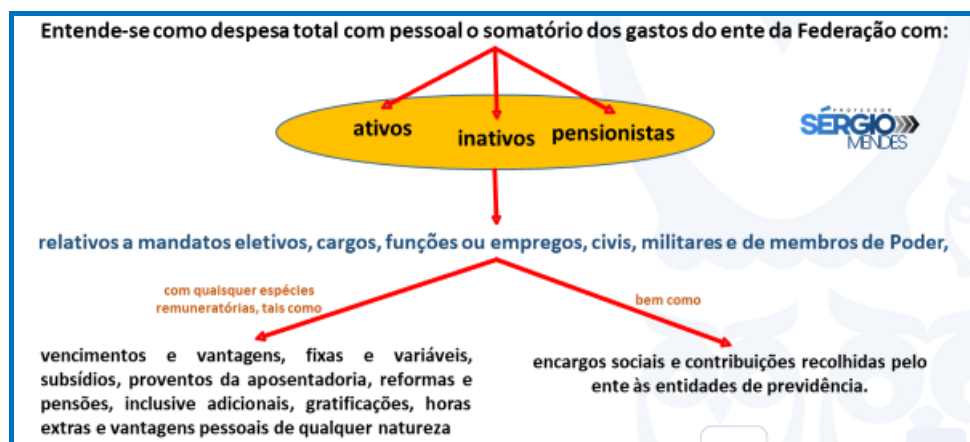 Entende-se como despesa total com pessoal o somatório dos gastos do ente da Federação com:
ativos
inativos
pensionistas
PROFESSOR
SÉRGIO
MENDES
relativos a mandatos eletivos, cargos, funções ou empregos, civis, militares e de membros de Poder,
com quaisquer espécies
remuneratórias, tais como
bem como
vencimentos e vantagens, fixas e variáveis,
subsídios, proventos da aposentadoria, reformas e
pensões, inclusive adicionais, gratificações, horas
extras e vantagens pessoais de qualquer natureza
encargos sociais e contribuições recolhidas pelo
ente às entidades de previdência.